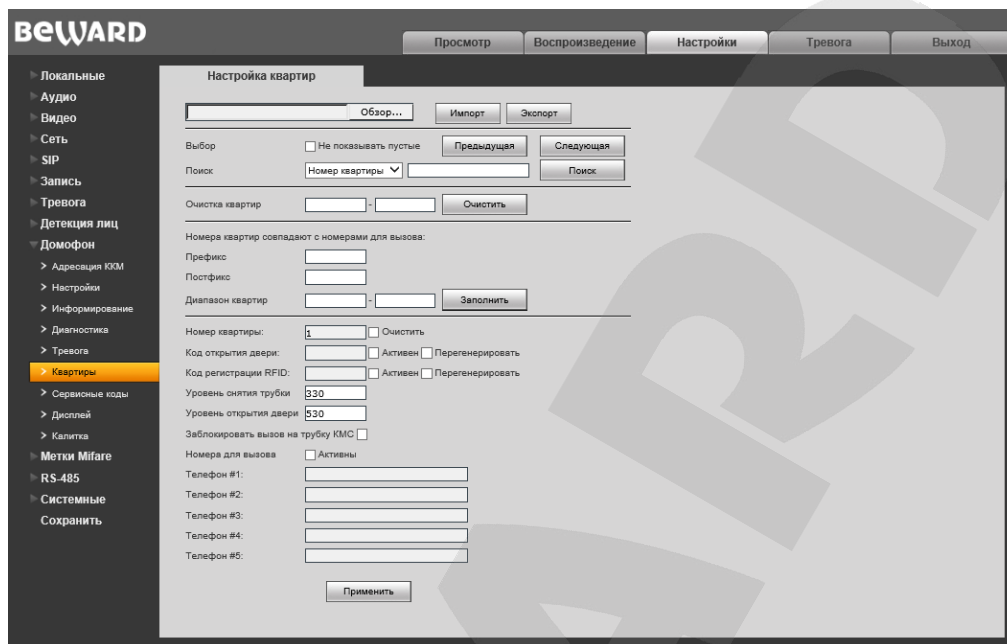 BEWARD
Просмотр Воспроизведение Настройки Тревога Выход
Локальные
Аудио
Видео
Сеть
SIP
Запись
Тревога
Детекция лиц
Домофон
> Адресация ККМ
> Настройки
> Информирование
> Диагностика
> Тревога
> Квартиры
> Сервисные коды
> Дисплей
> Калитка
Метки Mifare
RS-485
Системные
Сохранить
Настройка квартир
Обзор... Импорт Экспорт
Выбор Не показывать пустые Предыдущая Следующая
Поиск Номер квартиры Поиск
Очистка квартир - Очистить
Номера квартир совпадают с номерами для вызова:
Префикс
Постфикс
Диапазон квартир - Заполнить
Номер квартиры: 1 Очистить
Код открытия двери: Активен Перегенерировать
Код регистрации RFID: Активен Перегенерировать
Уровень снятия трубки 330
Уровень открытия двери 530
Заблокировать вызов на трубку КМС
Номера для вызова Активны
Телефон #1:
Телефон #2:
Телефон #3:
Телефон #4:
Телефон #5:
Применить
ARD